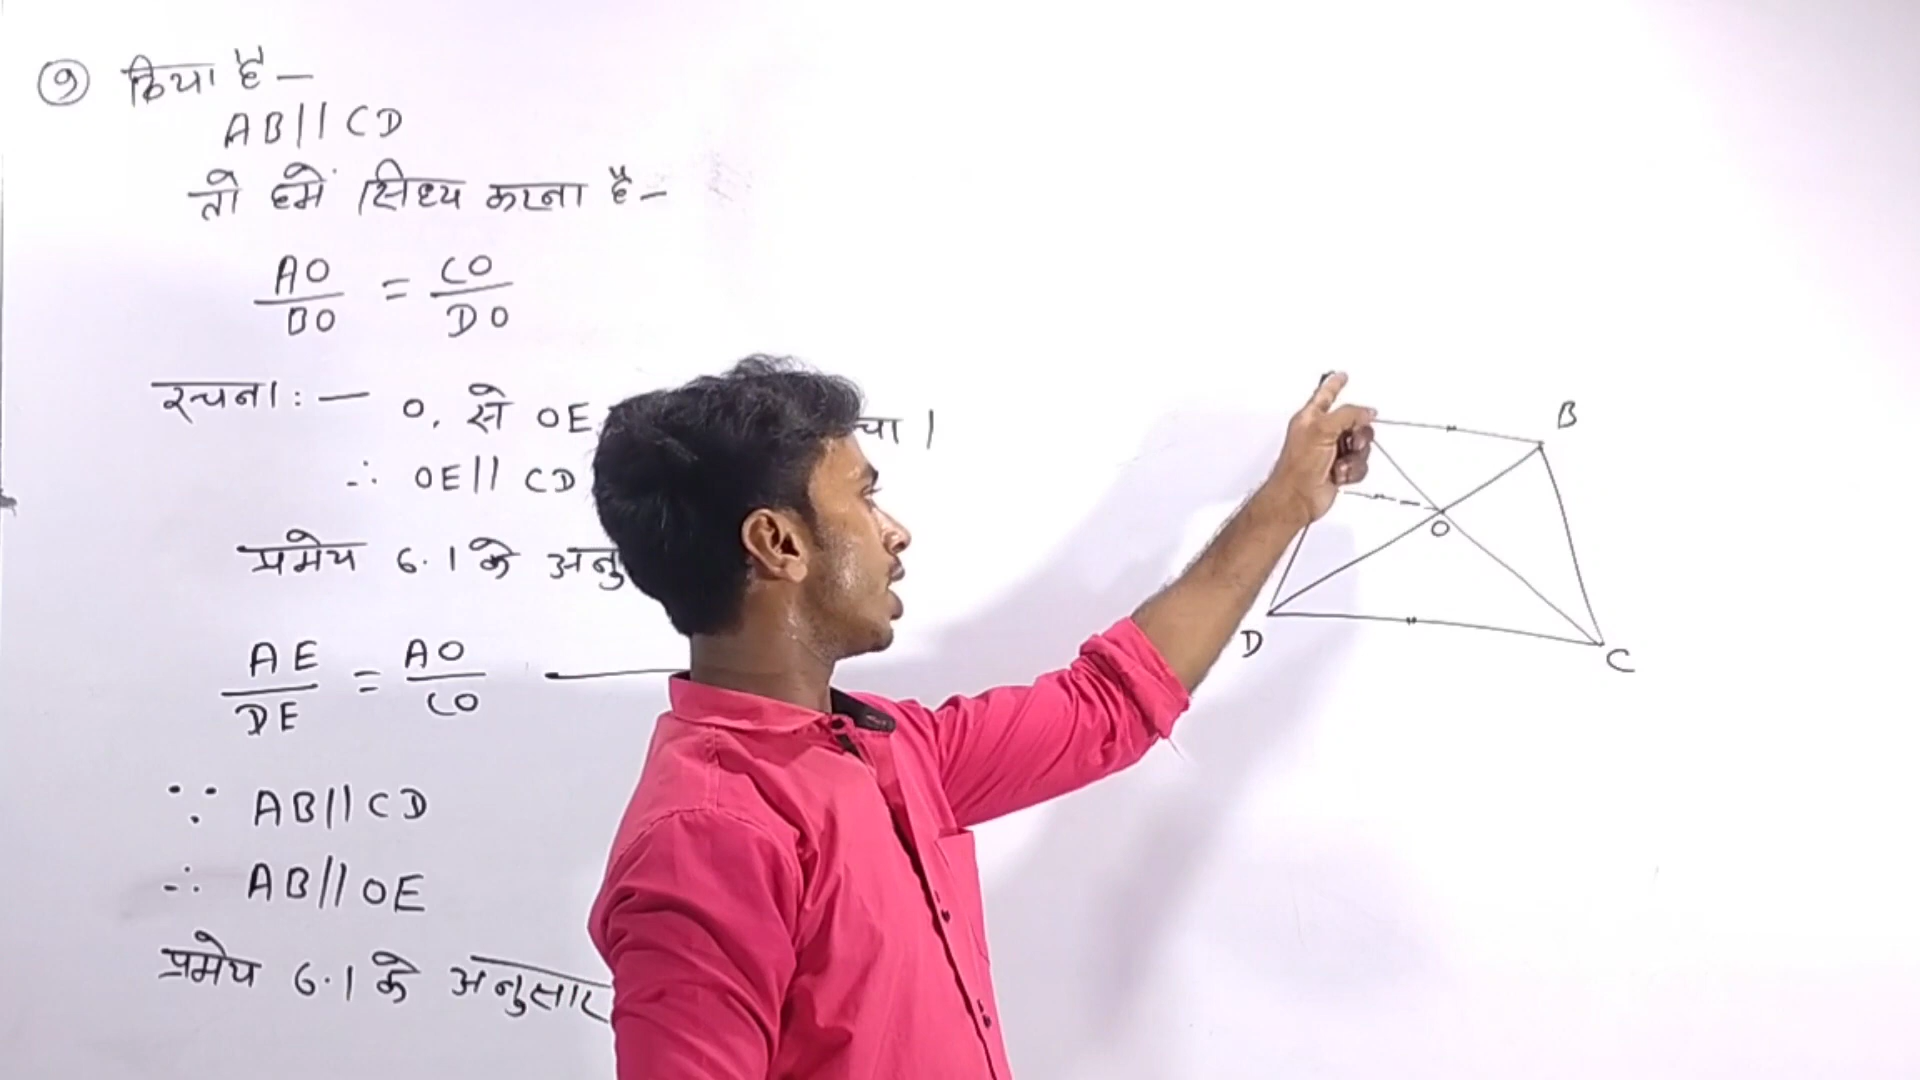 9 दिया है -
AB || CD
तो हमें सिध्य करना है -
AO/BO = CO/DO
रचना : - O, से OE चा ।
∴ OE || CD
प्रमेय 6.1 के अनु
AE/DE = AO/CO
∵ AB || CD
∴ AB || OE
प्रमेय 6.1 के अनुसार
B
O
D
C